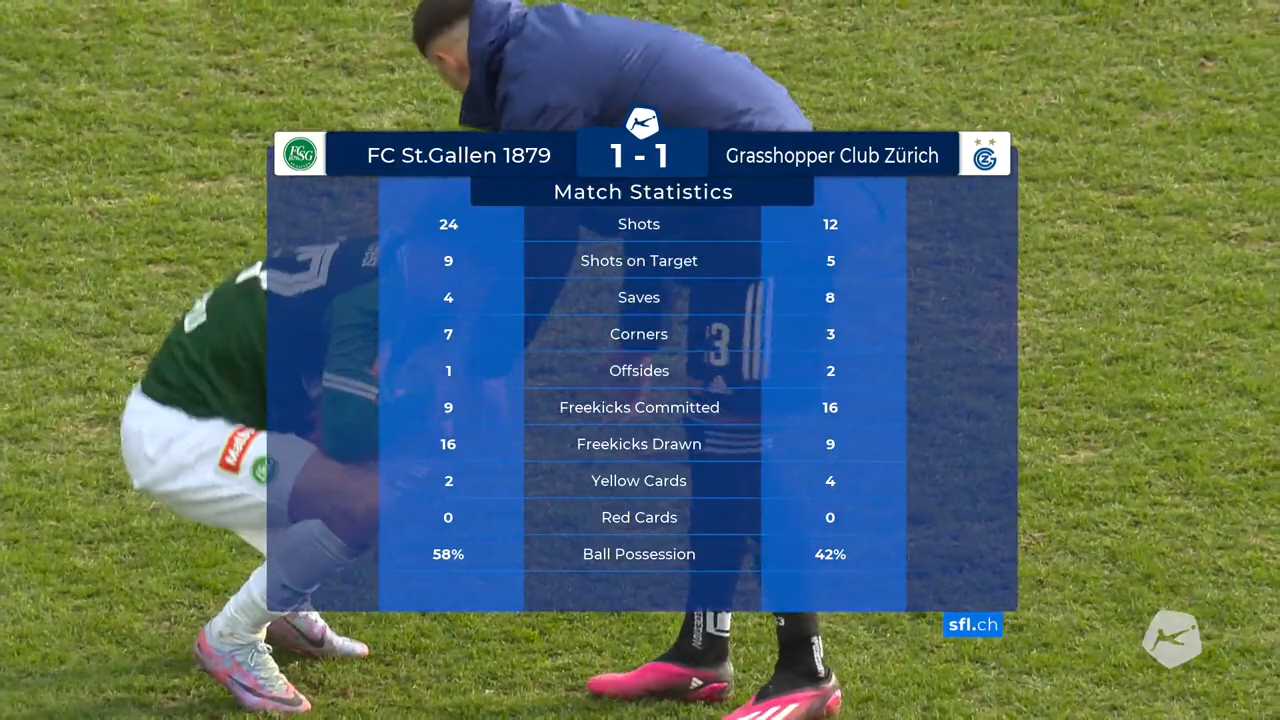 FC St.Gallen 1879 1 - 1 Grasshopper Club Zürich
Match Statistics
24 Shots 12
9 Shots on Target 5
4 Saves 8
7 Corners 3
1 Offsides 2
9 Freekicks Committed 16
16 Freekicks Drawn 9
2 Yellow Cards 4
0 Red Cards 0
58% Ball Possession 42%
sfl.ch
3